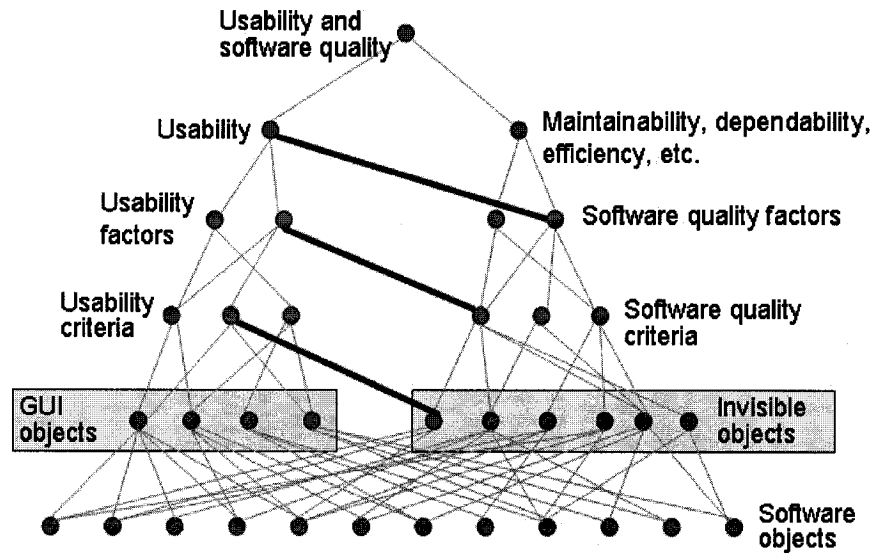 Usability and
software quality
Usability
Maintainability, dependability,
efficiency, etc.
Usability
factors
Software quality factors
Usability
criteria
Software quality
criteria
GUI
objects
Invisible
objects
Software
objects